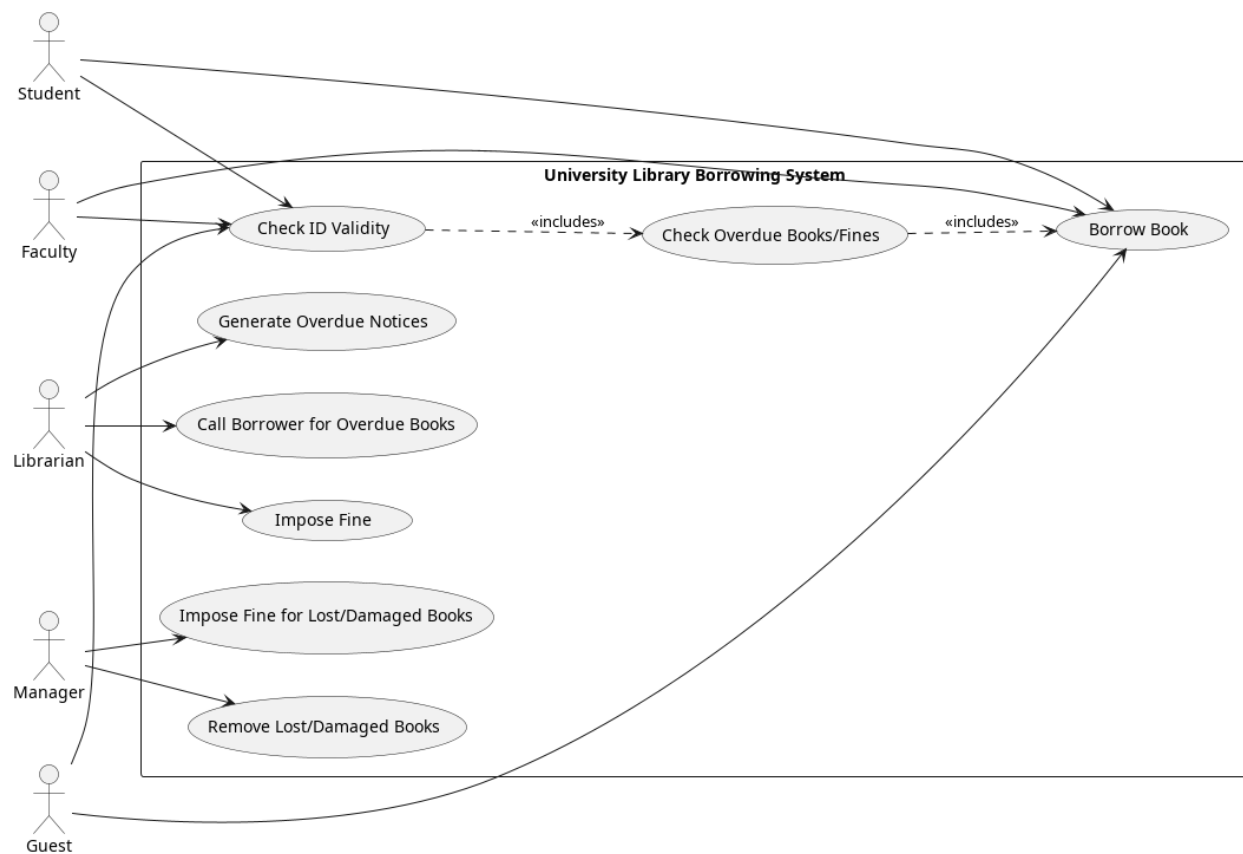 Student
University Library Borrowing System
Faculty
Check ID Validity
«includes»
Check Overdue Books/Fines
«includes»
Borrow Book
Generate Overdue Notices
Librarian
Call Borrower for Overdue Books
Impose Fine
Manager
Impose Fine for Lost/Damaged Books
Remove Lost/Damaged Books
Guest